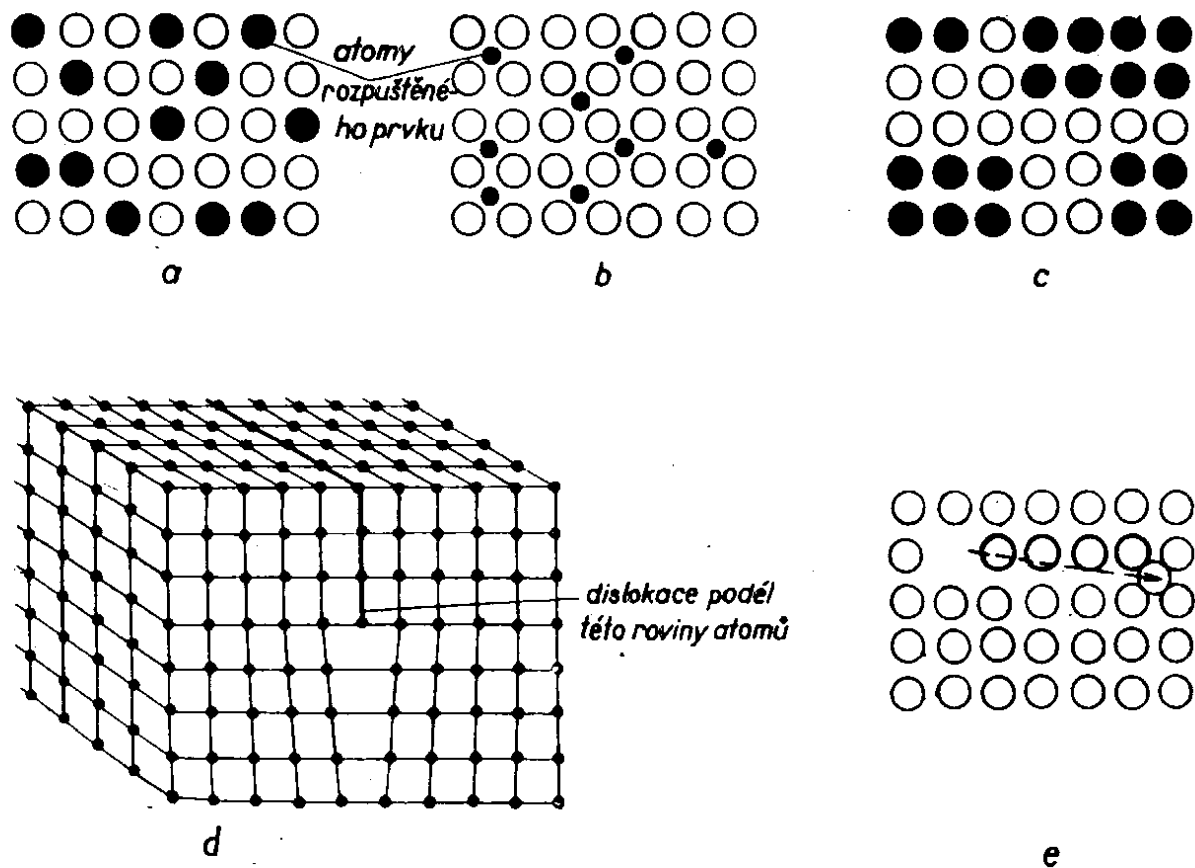 atomy
rozpuštěné
ho prvku
a
b
c
dislokace podél
této roviny atomů
d
e